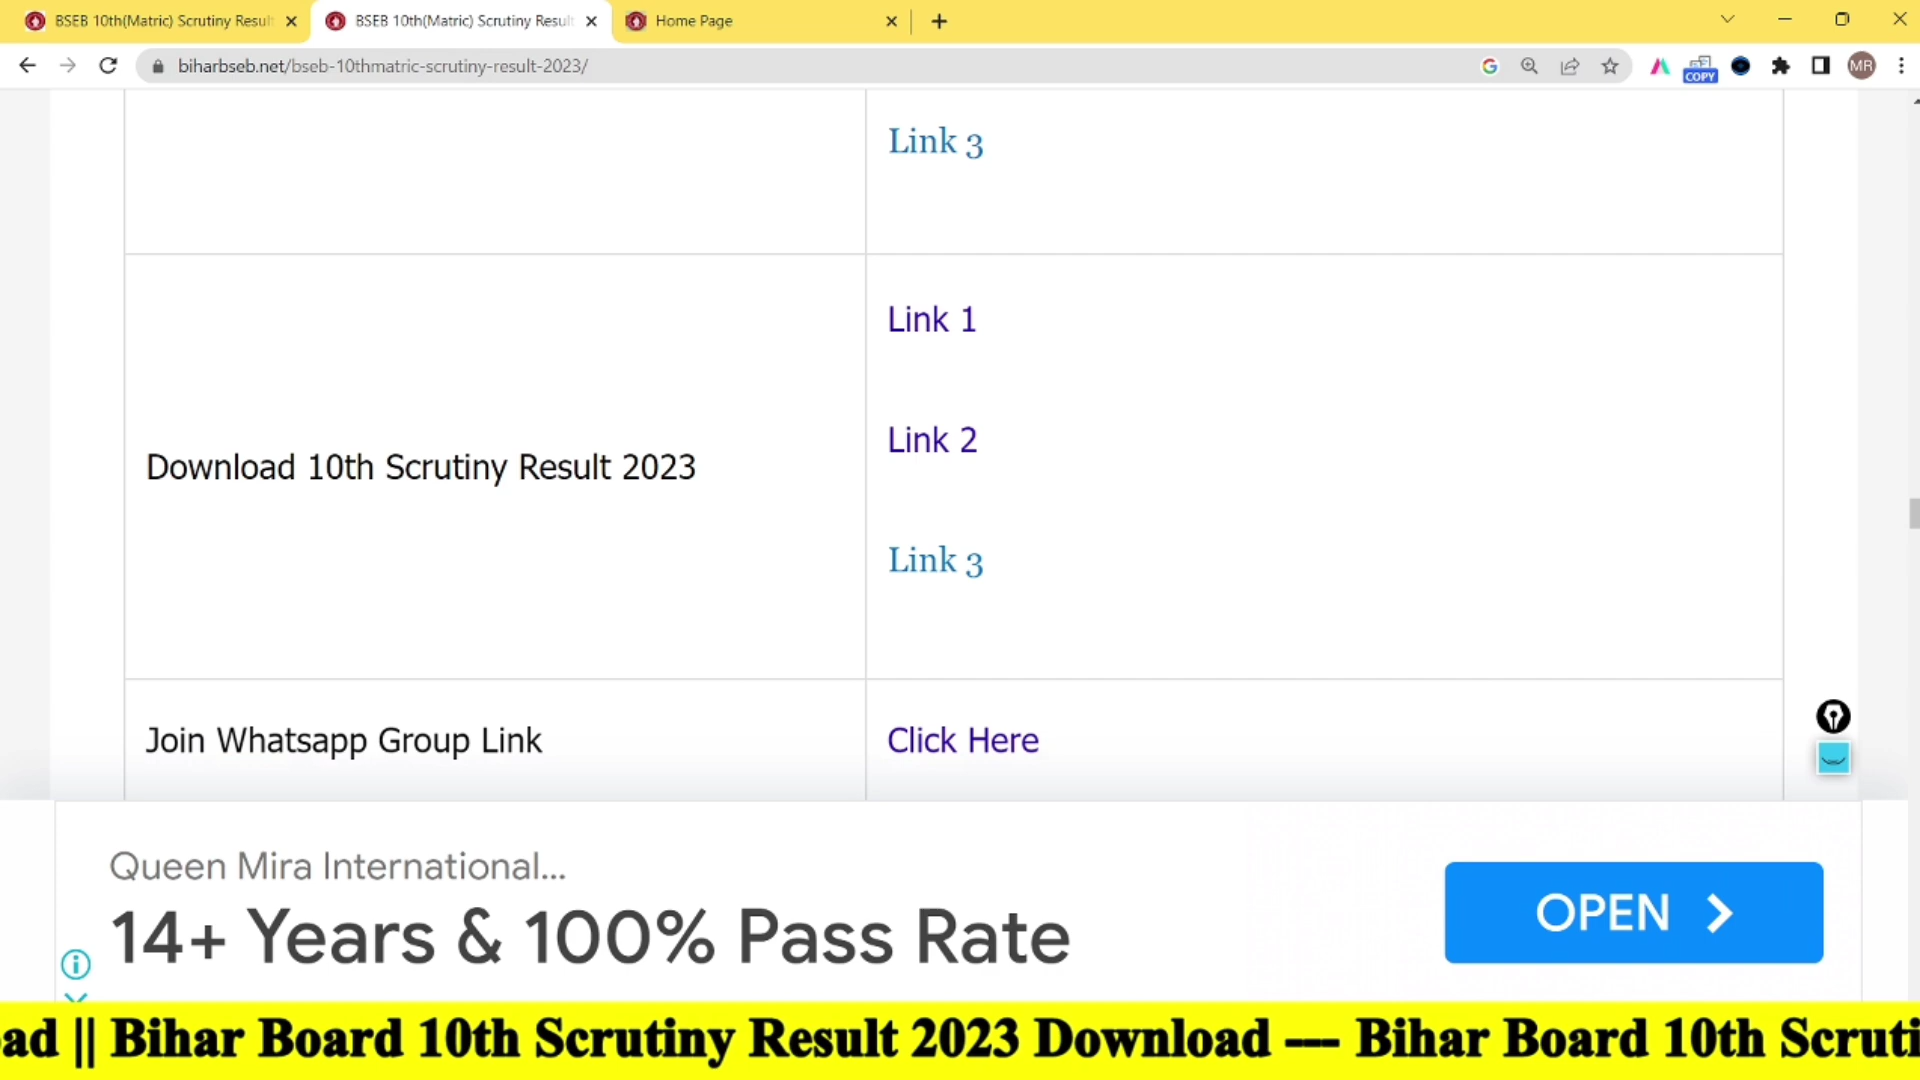 BSEB 10th(Matric) Scrutiny Result
BSEB 10th(Matric) Scrutiny Result
Home Page
biharbseb.net/bseb-10thmatric-scrutiny-result-2023/
COPY
MR
Link 3
Link 1
Link 2
Download 10th Scrutiny Result 2023
Link 3
Join Whatsapp Group Link
Click Here
Queen Mira International...
14+ Years & 100% Pass Rate
OPEN
ad || Bihar Board 10th Scrutiny Result 2023 Download --- Bihar Board 10th Scruti